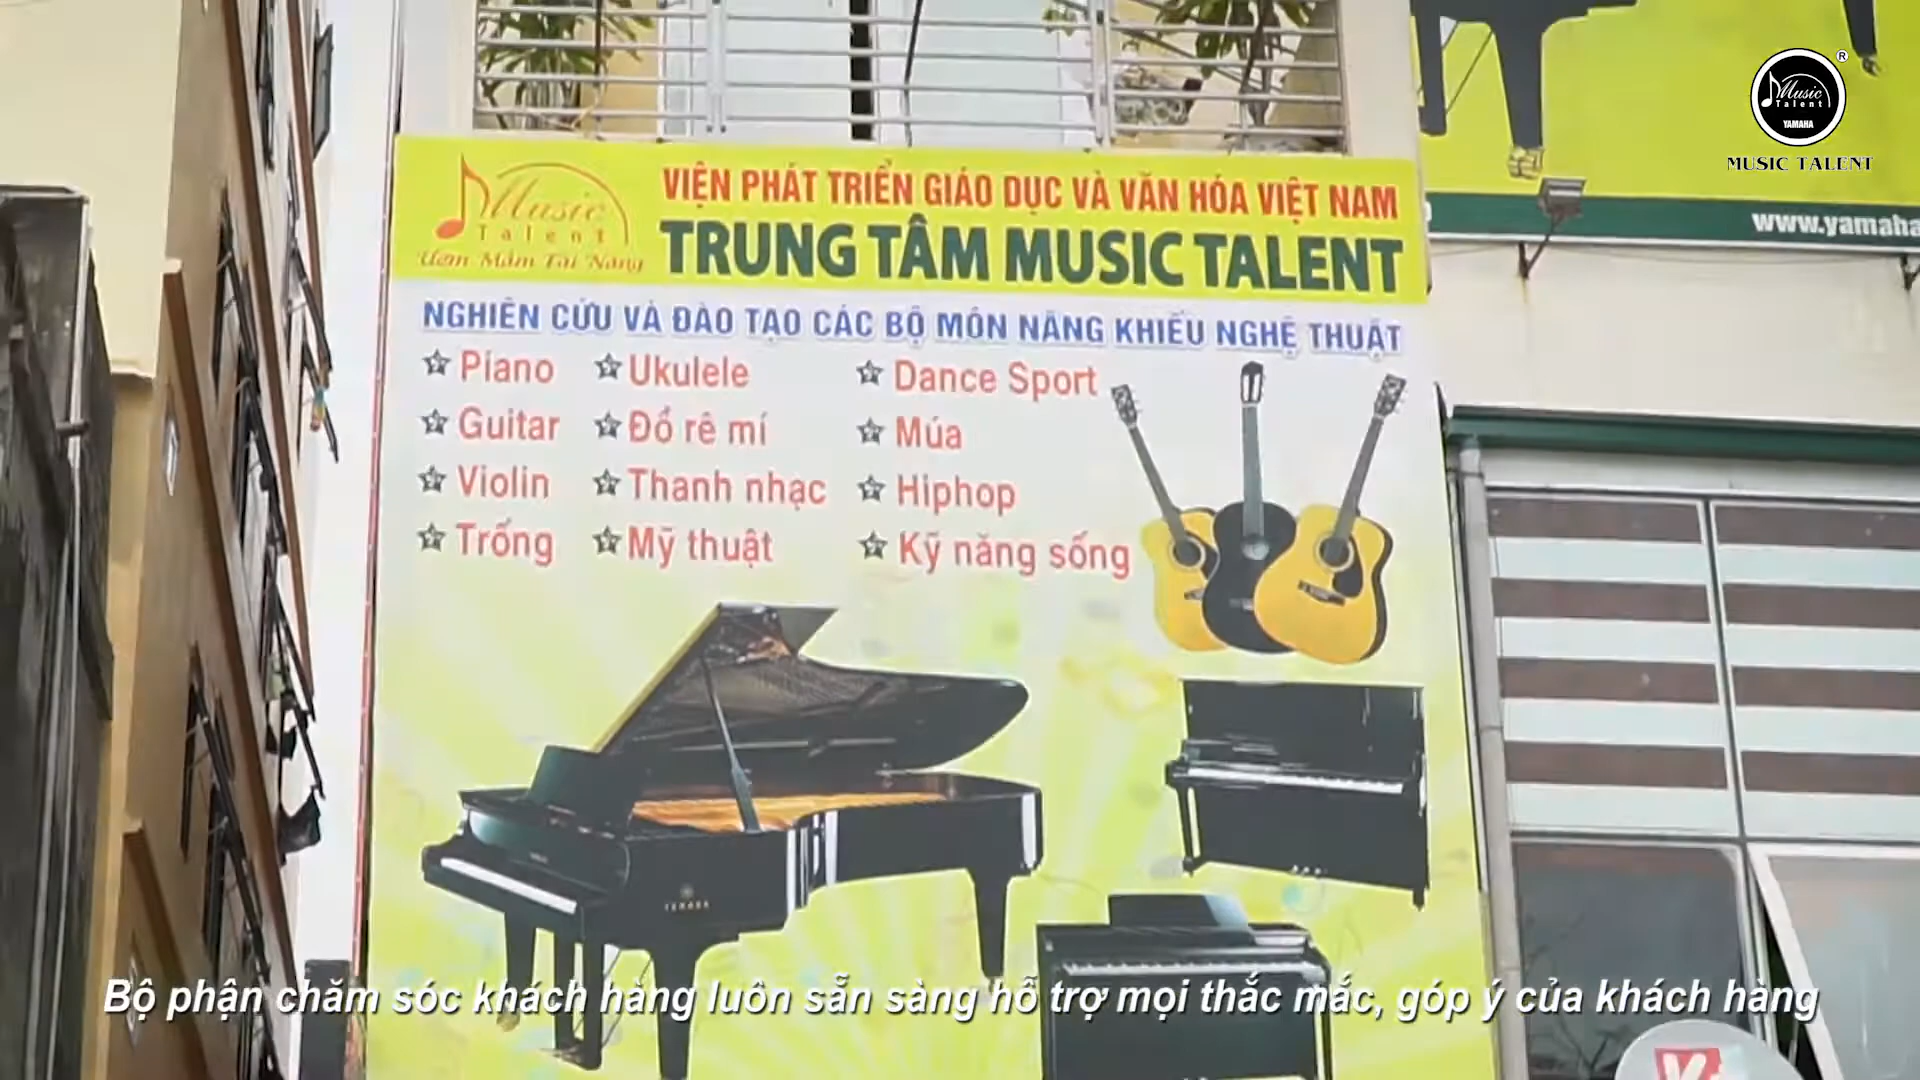 Music
Talent
YAMAHA
®
MUSIC TALENT
www.yamaha
Music
Talent
Ươm Mầm Tài Năng
VIỆN PHÁT TRIỂN GIÁO DỤC VÀ VĂN HÓA VIỆT NAM
TRUNG TÂM MUSIC TALENT
NGHIÊN CỨU VÀ ĐÀO TẠO CÁC BỘ MÔN NĂNG KHIẾU NGHỆ THUẬT
Piano
Guitar
Violin
Trống
Ukulele
Đồ rê mí
Thanh nhạc
Mỹ thuật
Dance Sport
Múa
Hiphop
Kỹ năng sống
YAMAHA
Bộ phận chăm sóc khách hàng luôn sẵn sàng hỗ trợ mọi thắc mắc, góp ý của khách hàng